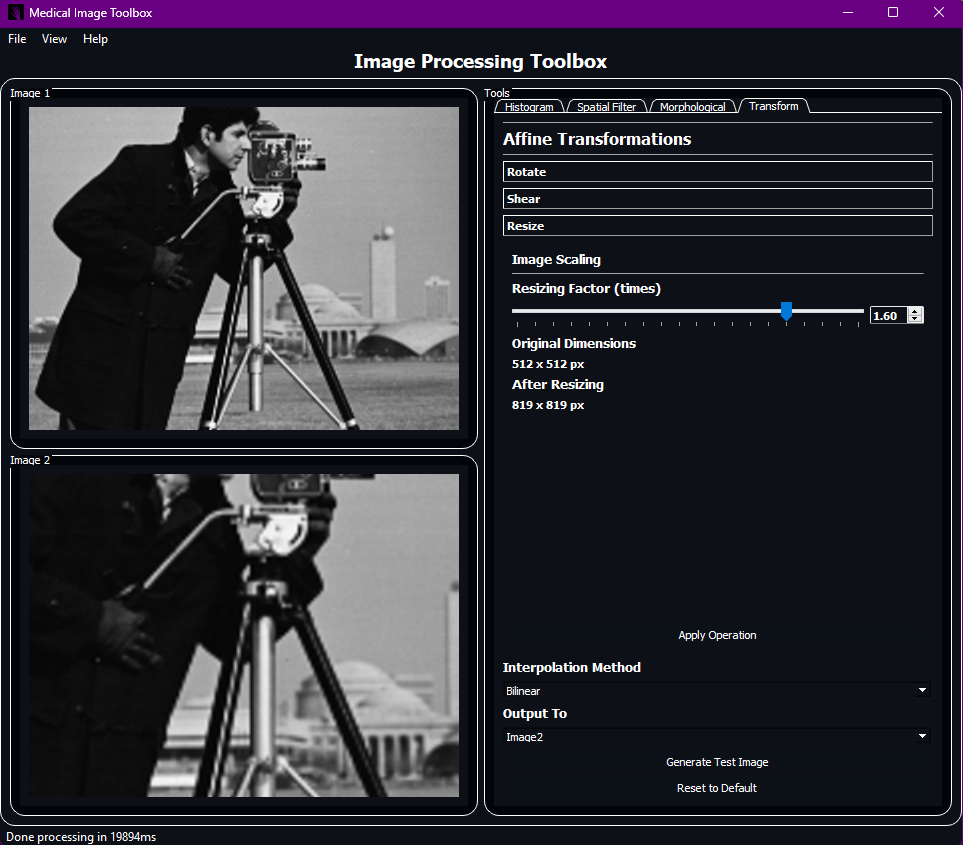 Medical Image Toolbox
File View Help
Image Processing Toolbox
Image 1
Image 2
Tools
Histogram Spatial Filter Morphological Transform
Affine Transformations
Rotate
Shear
Resize
Image Scaling
Resizing Factor (times)
1.60
Original Dimensions
512 x 512 px
After Resizing
819 x 819 px
Apply Operation
Interpolation Method
Bilinear
Output To
Image2
Generate Test Image
Reset to Default
Done processing in 19894ms